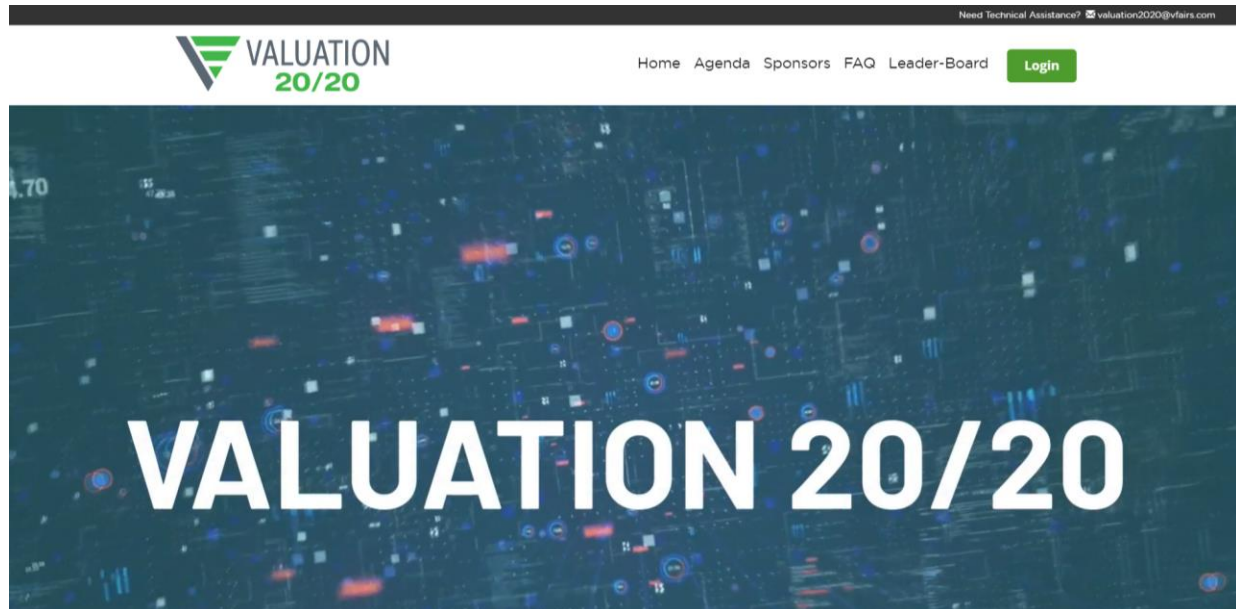 Need Technical Assistance? valuation2020@vfairs.com
VALUATION
20/20
Home Agenda Sponsors FAQ Leader-Board Login
.70
VALUATION 20/20